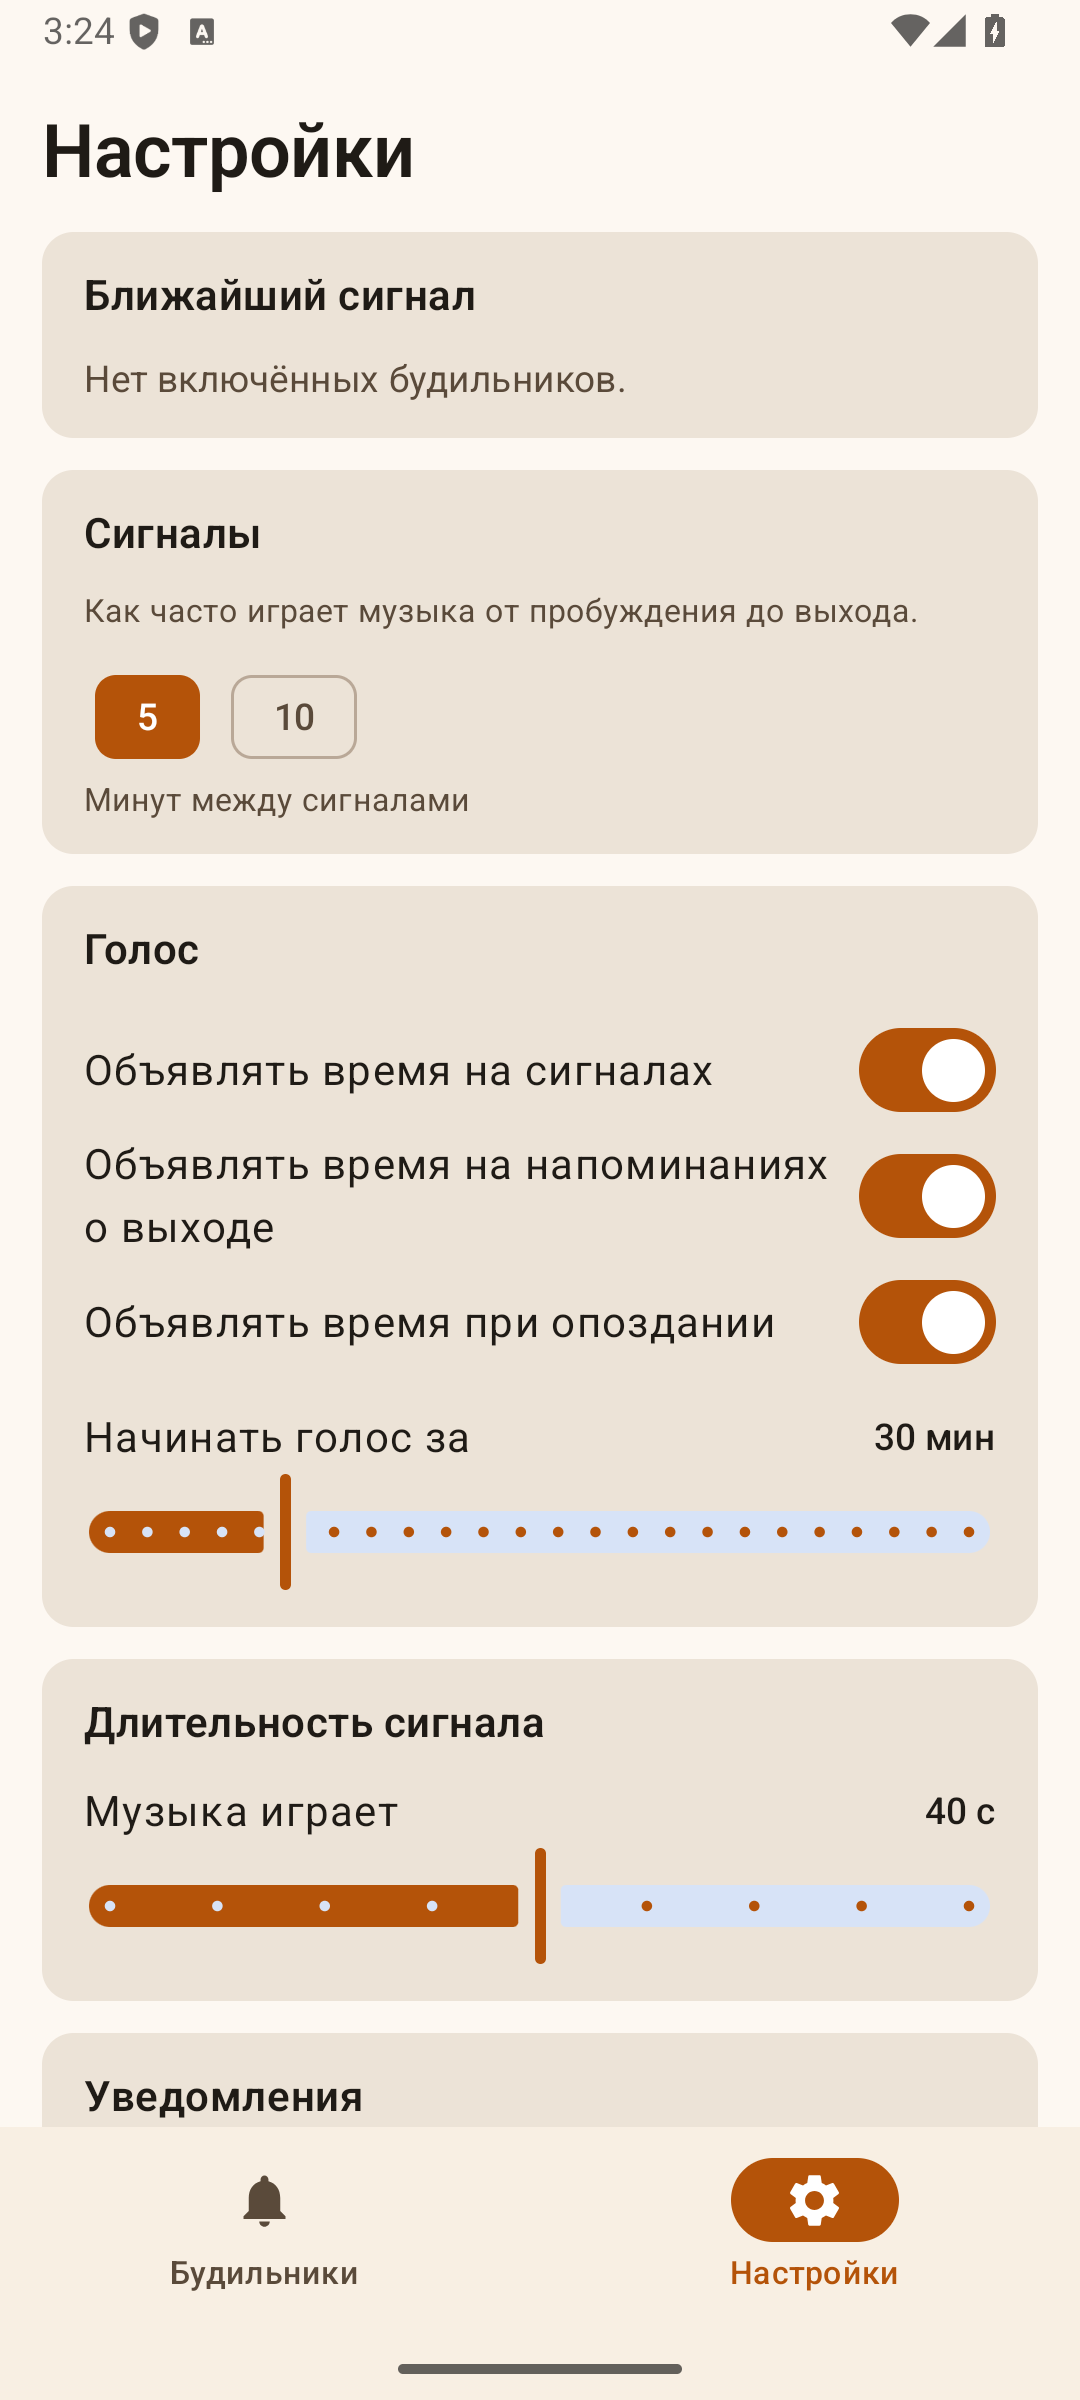 3:24
Настройки
Ближайший сигнал
Нет включённых будильников.
Сигналы
Как часто играет музыка от пробуждения до выхода.
5
10
Минут между сигналами
Голос
Объявлять время на сигналах
Объявлять время на напоминаниях
о выходе
Объявлять время при опоздании
Начинать голос за
30 мин
Длительность сигнала
Музыка играет
40 с
Уведомления
Будильники
Настройки